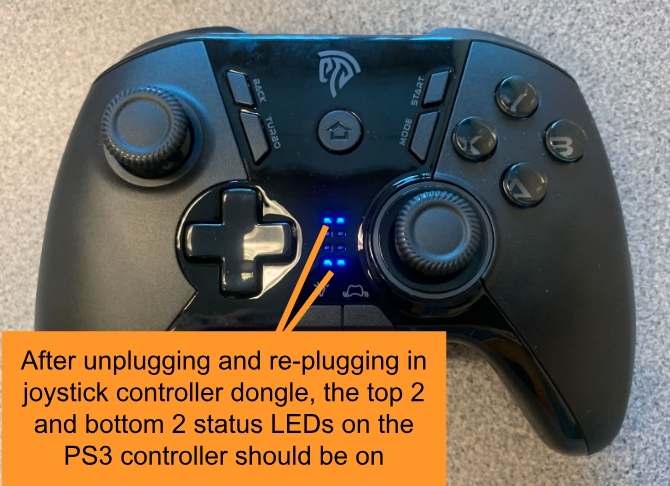 BACK
START
TURBO
MODE
After unplugging and re-plugging in
joystick controller dongle, the top 2
and bottom 2 status LEDs on the
PS3 controller should be on